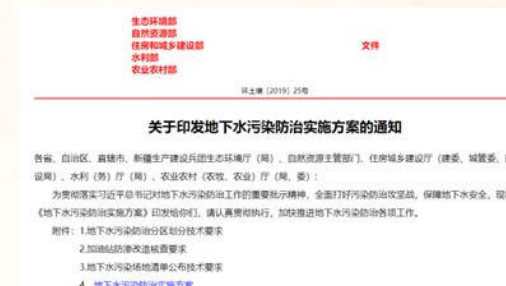 生态环境部
自然资源部
住房和城乡建设部
水利部
农业农村部
文件
环土壤〔2019〕25号
关于印发地下水污染防治实施方案的通知
各省、自治区、直辖市、新疆生产建设兵团生态环境厅（局）、自然资源主管部门、住房城乡建设厅（建委、城管委、
设局）、水利（务）厅（局）、农业农村（农牧、农业）厅（局、委）：
为贯彻落实习近平总书记对地下水污染防治工作的重要批示精神，全面打好污染防治攻坚战，保障地下水安全，现
《地下水污染防治实施方案》印发给你们，请认真贯彻执行，加快推进地下水污染防治各项工作。
附件：1.地下水污染防治分区划分技术要求
2.加油站防渗改造核查要求
3.地下水污染场地清单公布技术要求
4、地下水污染防治实施方案